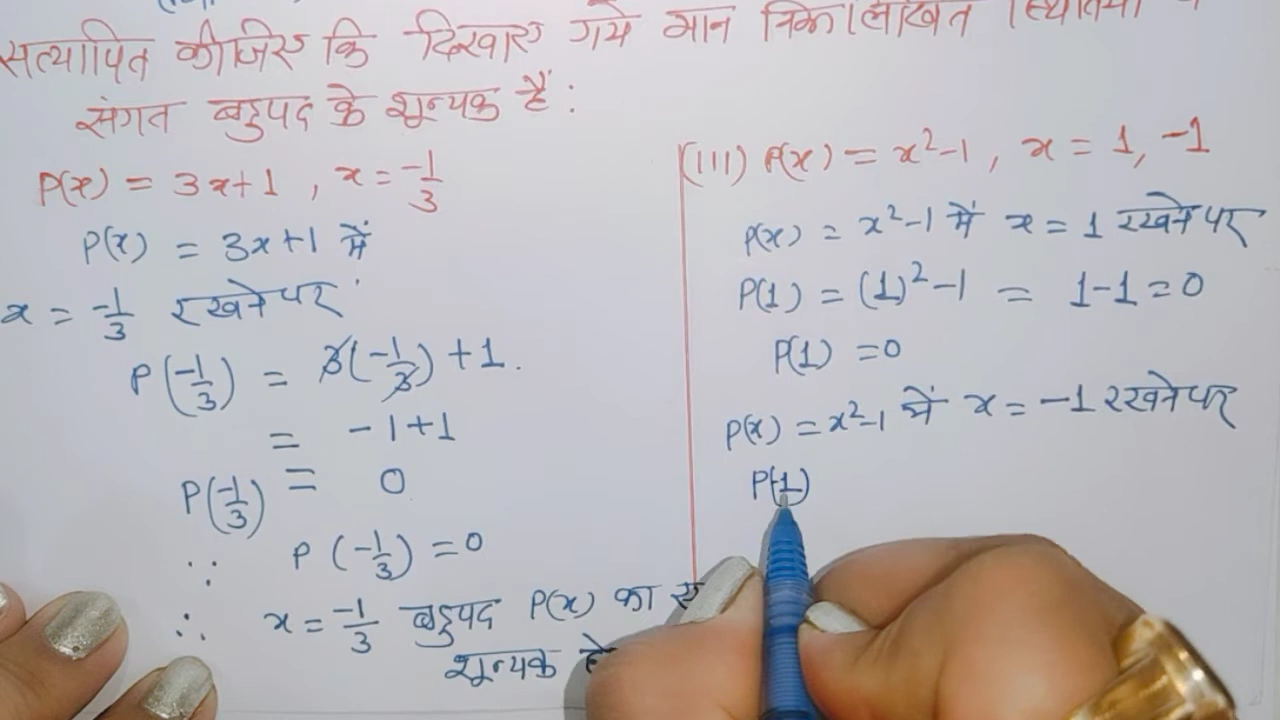 सत्यापित कीजिए कि दिखाए गये मान निम्नलिखित स्थितियों
संगत बहुपद के शून्यक हैं :
P(x) = 3x+1 , x = -1/3
P(x) = 3x+1 में
x = -1/3 रखने पर
P(-1/3) = 3(-1/3) + 1.
= -1+1
P(-1/3) = 0
∵ P(-1/3) = 0
∴ x = -1/3 बहुपद P(x) का
शून्यक है
(III) P(x) = x²-1 , x = 1, -1
P(x) = x²-1 में x = 1 रखने पर
P(1) = (1)²-1 = 1-1=0
P(1) =0
P(x) = x²-1 में x = -1 रखने पर
P(-1)